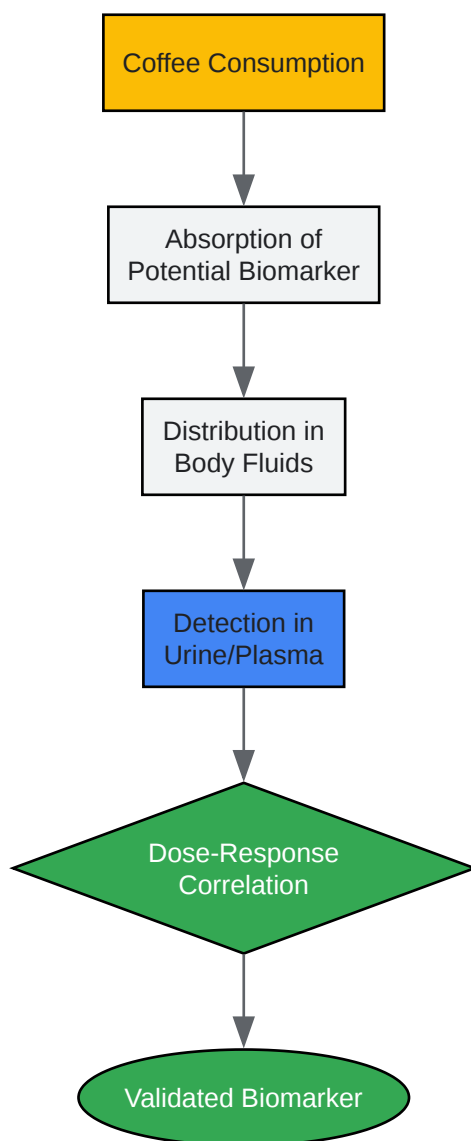 Coffee Consumption
Absorption of
Potential Biomarker
Distribution in
Body Fluids
Detection in
Urine/Plasma
Dose-Response
Correlation
Validated Biomarker